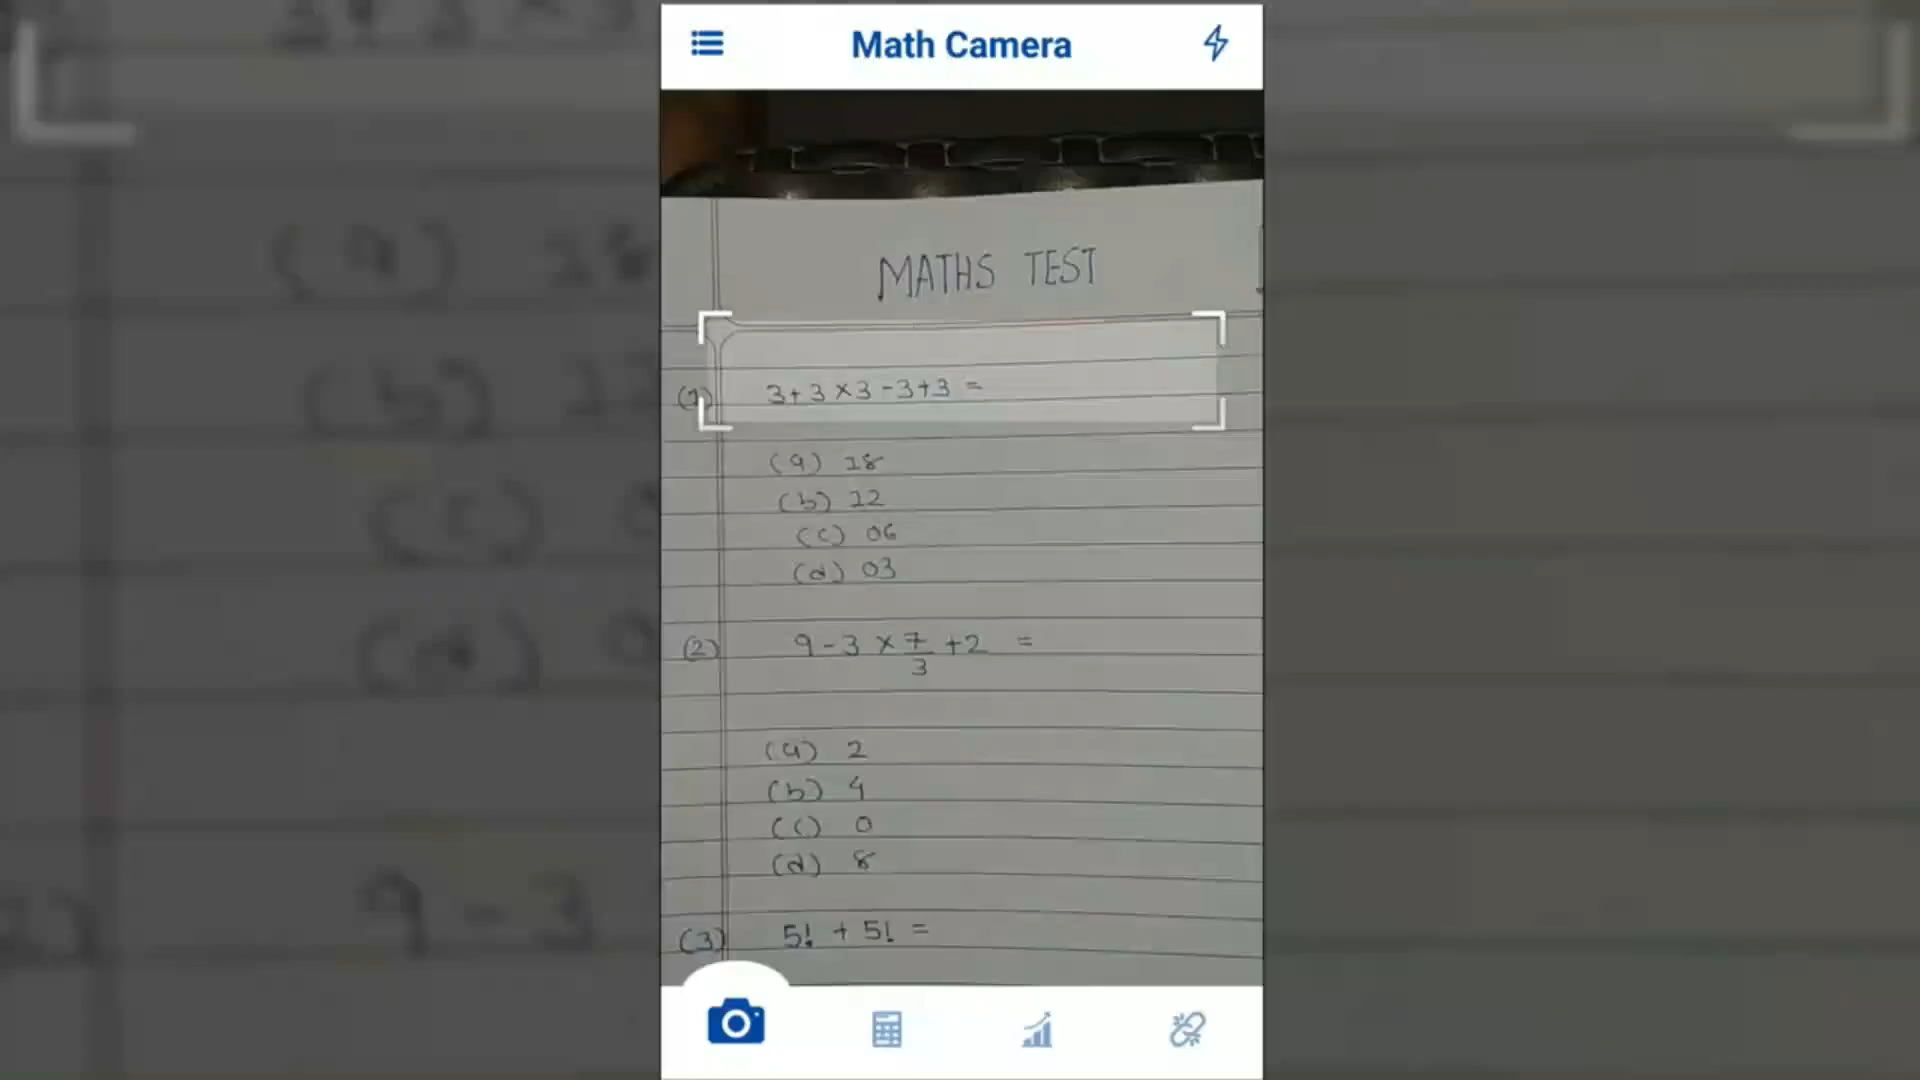 Math Camera
MATHS TEST
(1) 3+3×3-3+3 =
(a) 18
(b) 12
(c) 06
(d) 03
(2) 9-3×7/3+2 =
(a) 2
(b) 4
(c) 0
(d) 8
(3) 5! + 5! =